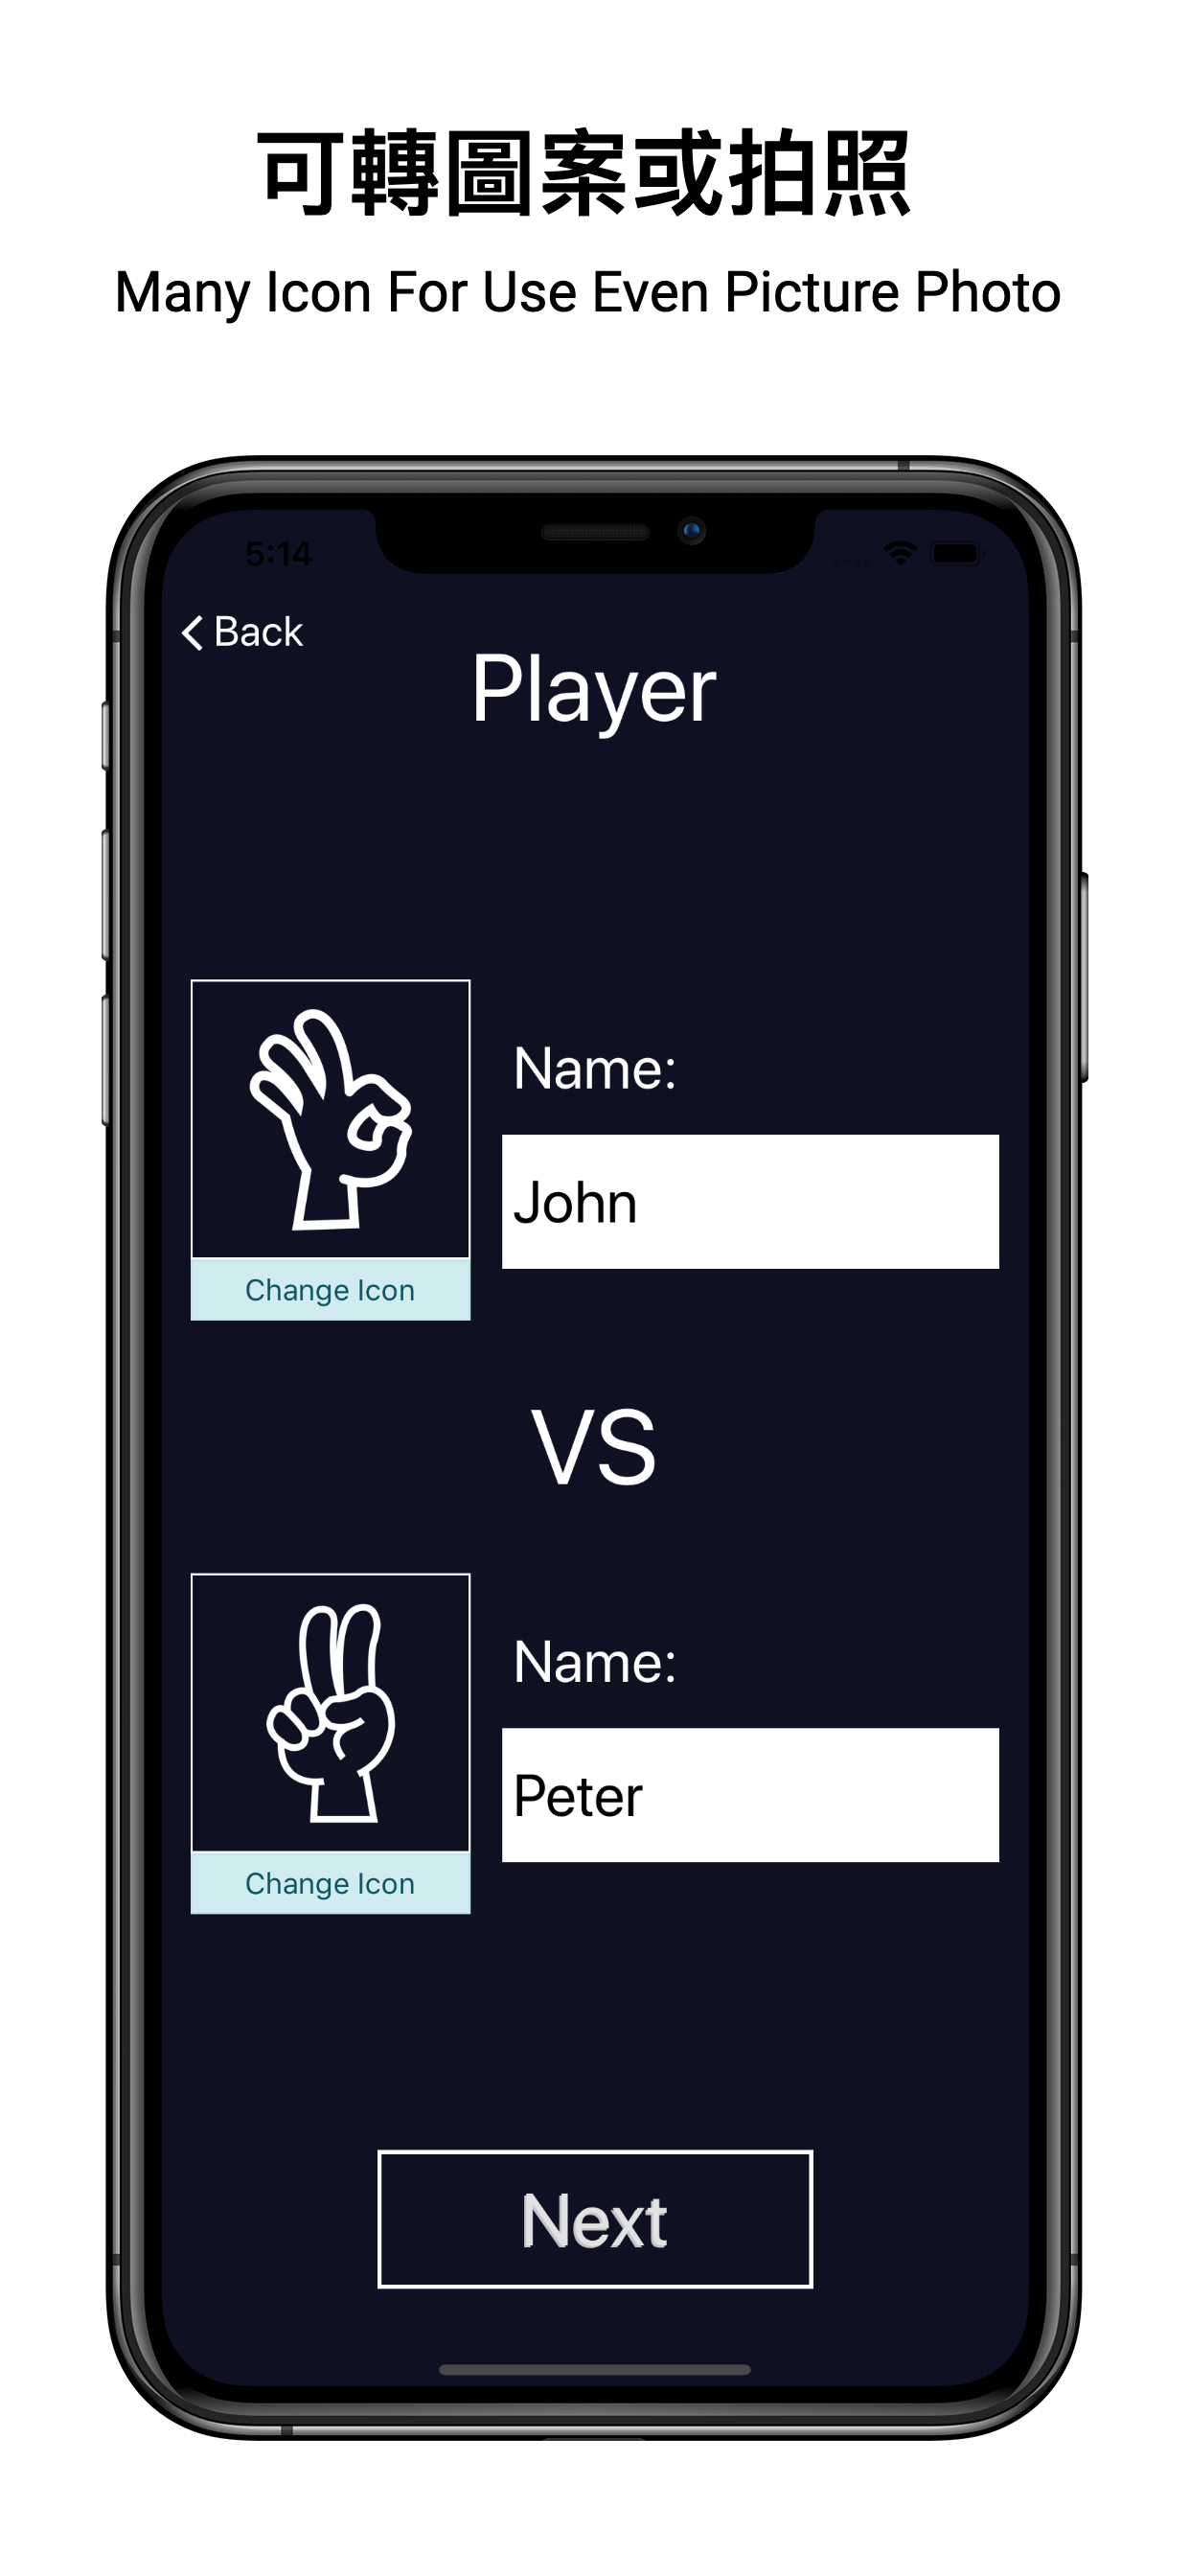 可轉圖案或拍照
Many Icon For Use Even Picture Photo
5:14
Back
Player
Name:
John
Change Icon
VS
Name:
Peter
Change Icon
Next